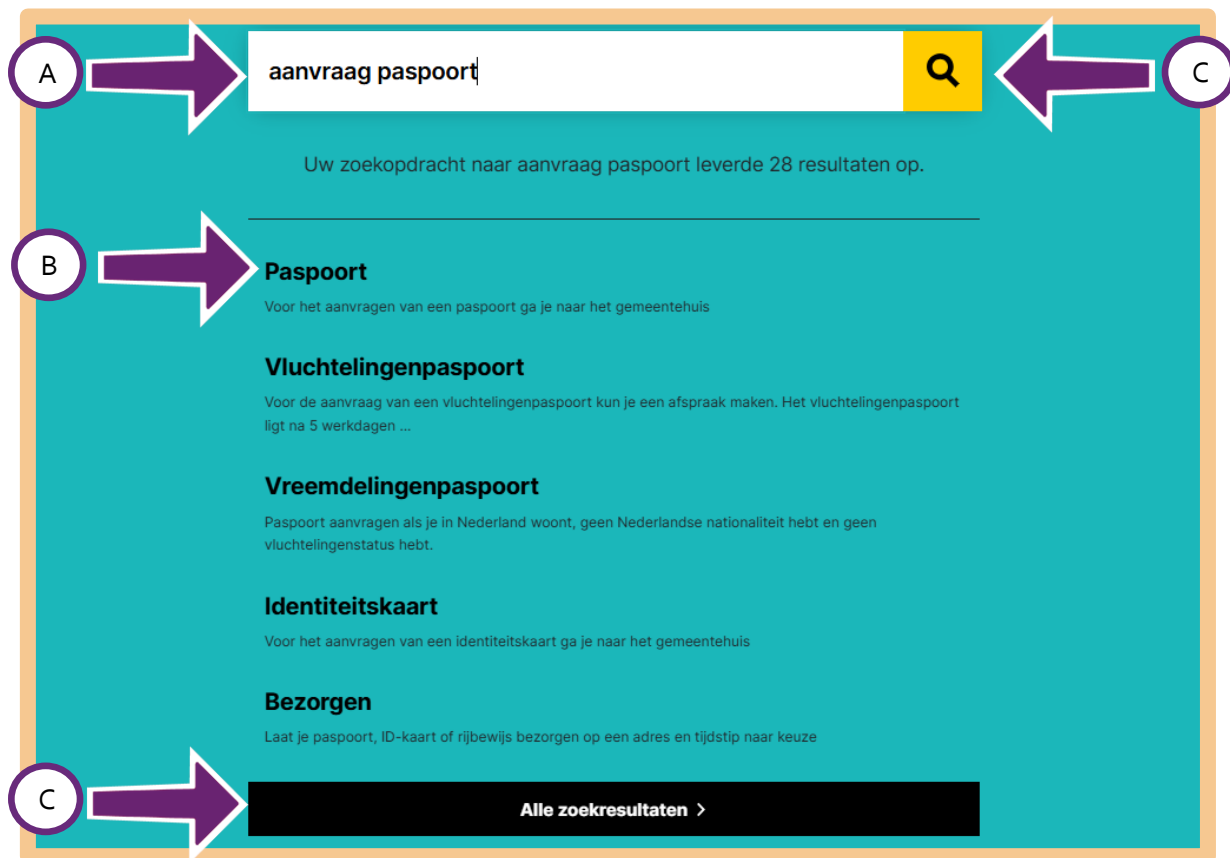 A
aanvraag paspoort
C
Uw zoekopdracht naar aanvraag paspoort leverde 28 resultaten op.
B
Paspoort
Voor het aanvragen van een paspoort ga je naar het gemeentehuis
Vluchtelingenpaspoort
Voor de aanvraag van een vluchtelingenpaspoort kun je een afspraak maken. Het vluchtelingenpaspoort
ligt na 5 werkdagen ...
Vreemdelingenpaspoort
Paspoort aanvragen als je in Nederland woont, geen Nederlandse nationaliteit hebt en geen
vluchtelingenstatus hebt.
Identiteitskaart
Voor het aanvragen van een identiteitskaart ga je naar het gemeentehuis
Bezorgen
Laat je paspoort, ID-kaart of rijbewijs bezorgen op een adres en tijdstip naar keuze
C
Alle zoekresultaten >